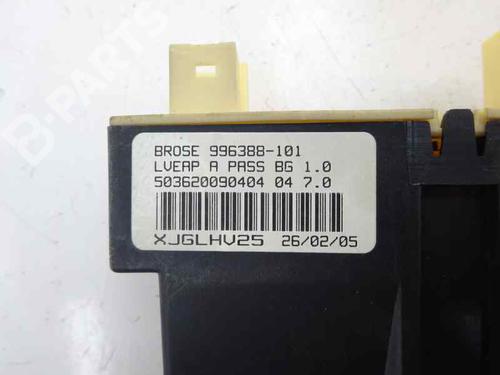 BROSE 996388-101
LVEAP A PASS BG 1.0
503620090404 04 7.0
XJGLHV25 26/02/05
B-PARTS